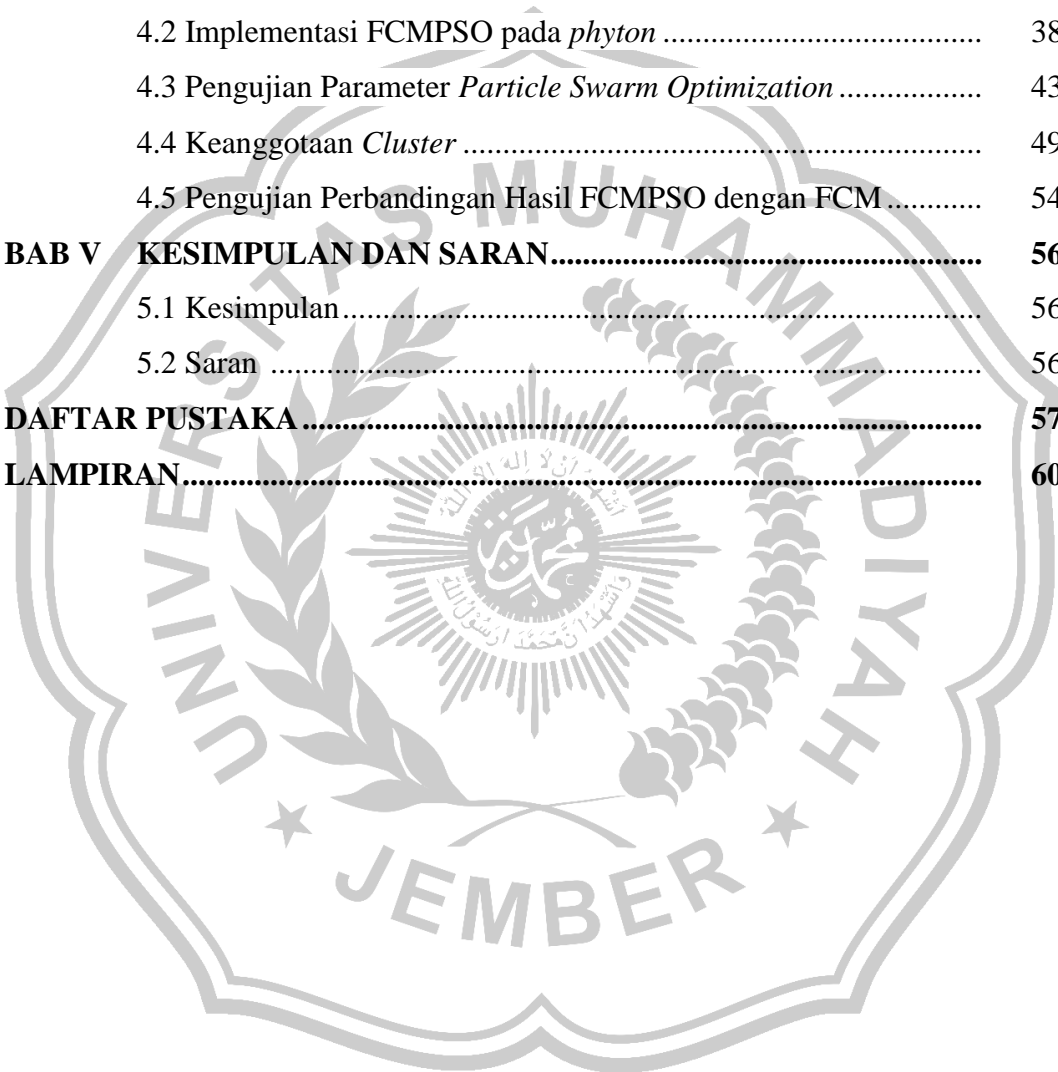 4.2 Implementasi FCMPSO pada phyton ........................................ 38
4.3 Pengujian Parameter Particle Swarm Optimization .................. 43
4.4 Keanggotaan Cluster .................................................................. 49
4.5 Pengujian Perbandingan Hasil FCMPSO dengan FCM ............ 54
BAB V KESIMPULAN DAN SARAN....................................................... 56
5.1 Kesimpulan................................................................................. 56
5.2 Saran .......................................................................................... 56
DAFTAR PUSTAKA ...................................................................................... 57
LAMPIRAN..................................................................................................... 60
UNIVERSITAS MUHAMMADIYAH
JEMBER